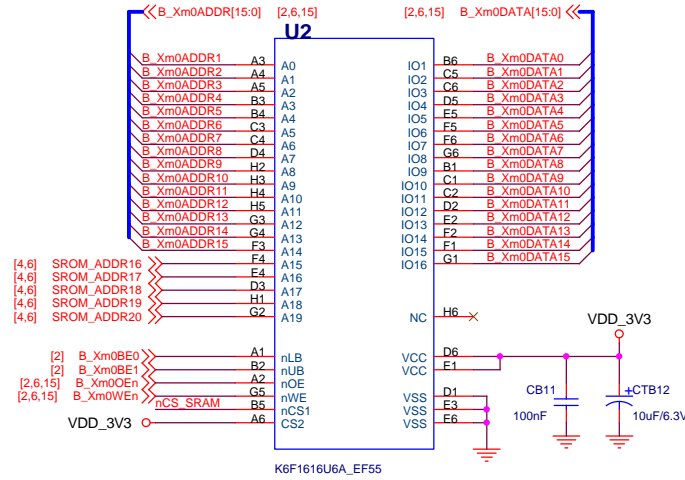 B_Xm0ADDR[15:0] [2,6,15] [2,6,15] B_Xm0DATA[15:0]
U2
B_Xm0ADDR1 A3 A0 IO1 B6 B_Xm0DATA0
B_Xm0ADDR2 A4 A1 IO2 C5 B_Xm0DATA1
B_Xm0ADDR3 A5 A2 IO3 C6 B_Xm0DATA2
B_Xm0ADDR4 B3 A3 IO4 D5 B_Xm0DATA3
B_Xm0ADDR5 B4 A4 IO5 E5 B_Xm0DATA4
B_Xm0ADDR6 C3 A5 IO6 F5 B_Xm0DATA5
B_Xm0ADDR7 C4 A6 IO7 F6 B_Xm0DATA6
B_Xm0ADDR8 D4 A7 IO8 G6 B_Xm0DATA7
B_Xm0ADDR9 H2 A8 IO9 B1 B_Xm0DATA8
B_Xm0ADDR10 H3 A9 IO10 C1 B_Xm0DATA9
B_Xm0ADDR11 H4 A10 IO11 C2 B_Xm0DATA10
B_Xm0ADDR12 H5 A11 IO12 D2 B_Xm0DATA11
B_Xm0ADDR13 G3 A12 IO13 E2 B_Xm0DATA12
B_Xm0ADDR14 G4 A13 IO14 F2 B_Xm0DATA13
B_Xm0ADDR15 F3 A14 IO15 F1 B_Xm0DATA14
[4,6] SROM_ADDR16 F4 A15 IO16 G1 B_Xm0DATA15
[4,6] SROM_ADDR17 E4 A16
[4,6] SROM_ADDR18 D3 A17
[4,6] SROM_ADDR19 H1 A18
[4,6] SROM_ADDR20 G2 A19 NC H6
VDD_3V3
[2] B_Xm0BE0 A1 nLB VCC D6
[2] B_Xm0BE1 B2 nUB VCC E1
[2,6,15] B_Xm0OEn A2 nOE
[2,6,15] B_Xm0WEn G5 nWE VSS D1 CB11 + CTB12
nCS_SRAM B5 nCS1 VSS E3
VDD_3V3 A6 CS2 VSS E6 100nF 10uF/6.3V
K6F1616U6A_EF55